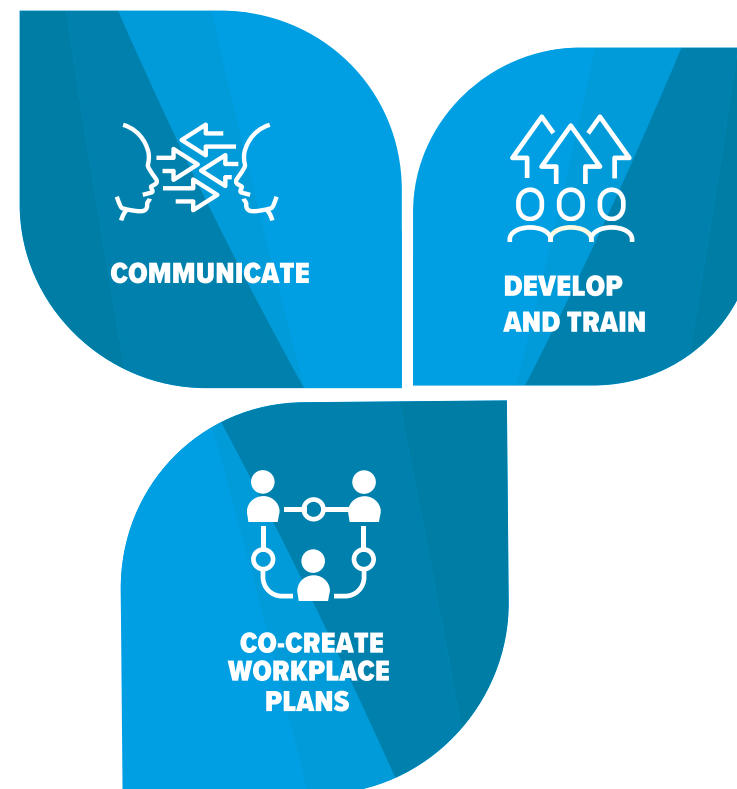 COMMUNICATE
DEVELOP
AND TRAIN
CO-CREATE
WORKPLACE
PLANS